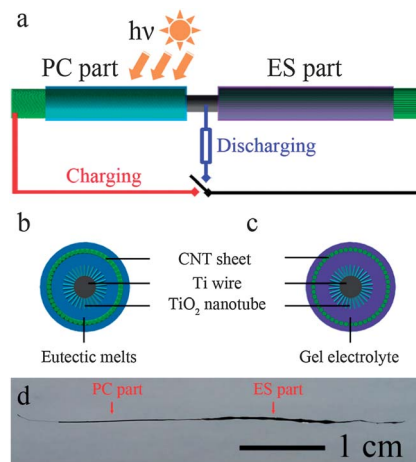 a
hν
PC part
ES part
Discharging
Charging
b
c
CNT sheet
Ti wire
TiO₂ nanotube
Eutectic melts
Gel electrolyte
d
PC part
ES part
1 cm